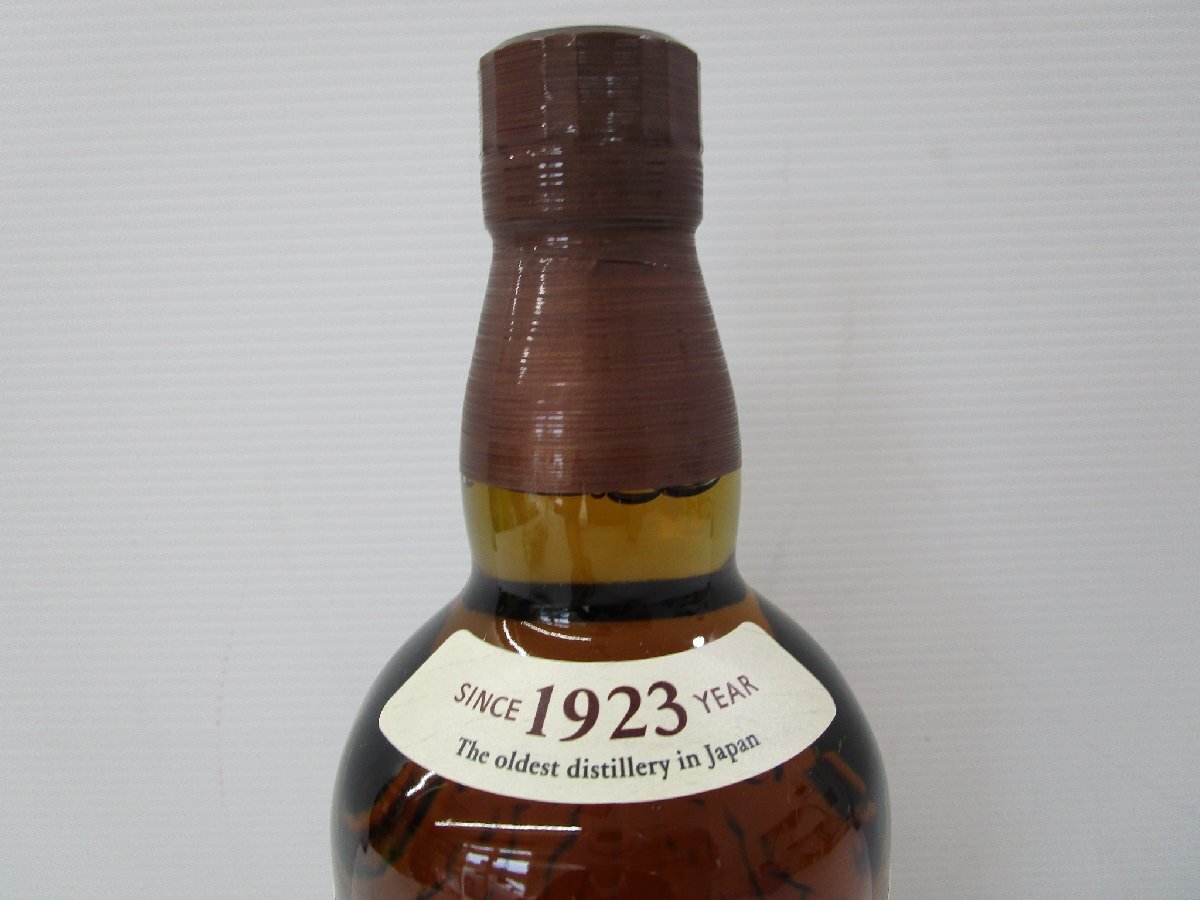 SINCE 1923 YEAR
The oldest distillery in Japan